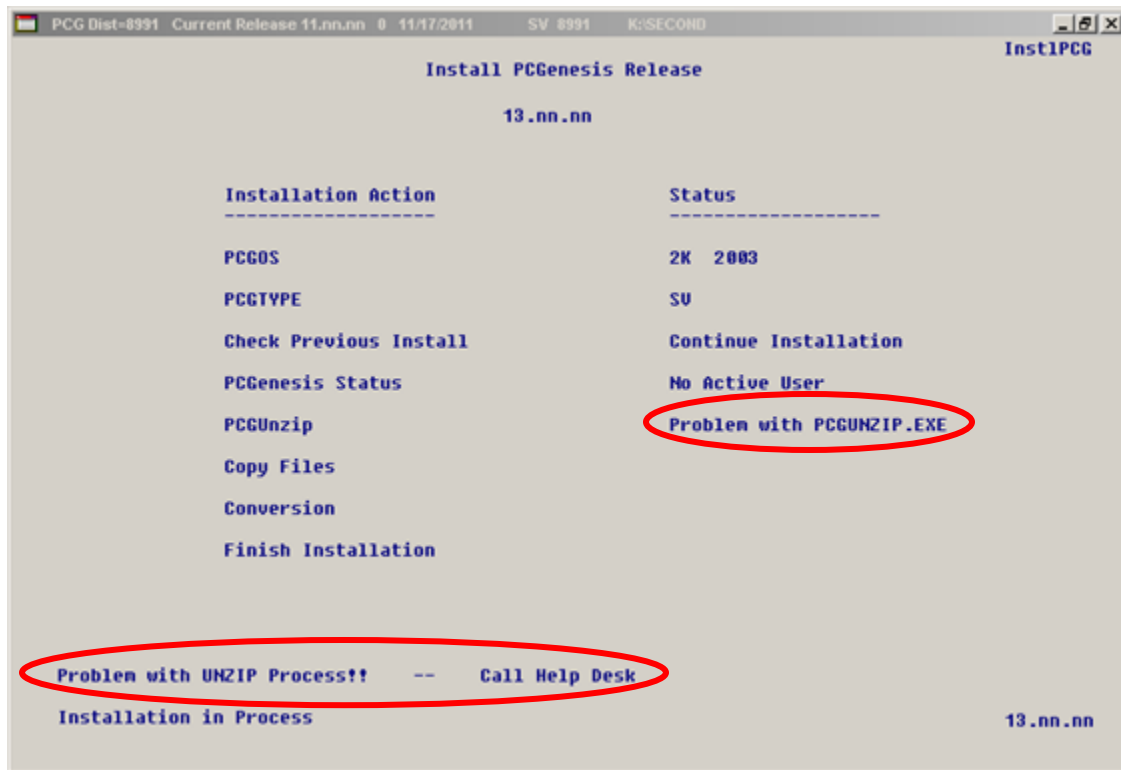 PCG Dist=8991 Current Release 11.nn.nn 0 11/17/2011 SV 8991 K:\SECOND
InstlPCG
Install PCGenesis Release
13.nn.nn
Installation Action Status
------------------- -------------------
PCGOS 2K 2003
PCGTYPE SV
Check Previous Install Continue Installation
PCGenesis Status No Active User
PCGUnzip Problem with PCGUNZIP.EXE
Copy Files
Conversion
Finish Installation
Problem with UNZIP Process!! -- Call Help Desk
Installation in Process 13.nn.nn